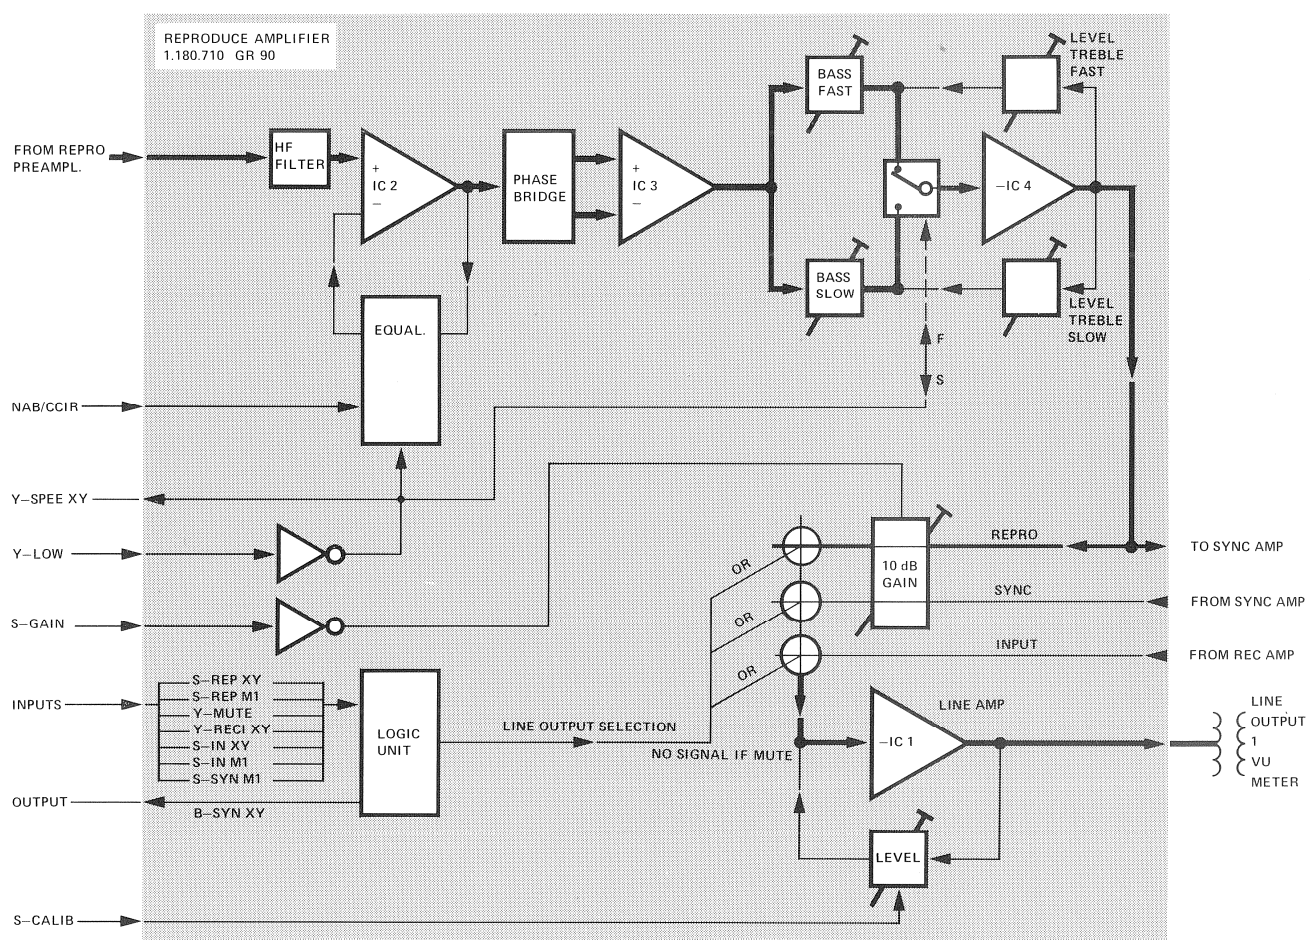 REPRODUCE AMPLIFIER
1.180.710 GR 90
LEVEL
TREBLE
FAST
BASS
FAST
FROM REPRO
PREAMPL.
HF
FILTER
+
IC 2
−
PHASE
BRIDGE
+
IC 3
−
−IC 4
BASS
SLOW
LEVEL
TREBLE
SLOW
EQUAL.
F
S
NAB/CCIR
Y−SPEE XY
Y−LOW
REPRO
TO SYNC AMP
OR
10 dB
GAIN
SYNC
FROM SYNC AMP
OR
S−GAIN
INPUT
FROM REC AMP
OR
INPUTS
S−REP XY
S−REP M1
Y−MUTE
Y−RECI XY
S−IN XY
S−IN M1
S−SYN M1
LOGIC
UNIT
LINE OUTPUT SELECTION
NO SIGNAL IF MUTE
LINE AMP
−IC 1
LINE
OUTPUT
1
VU
METER
OUTPUT
B−SYN XY
LEVEL
S−CALIB